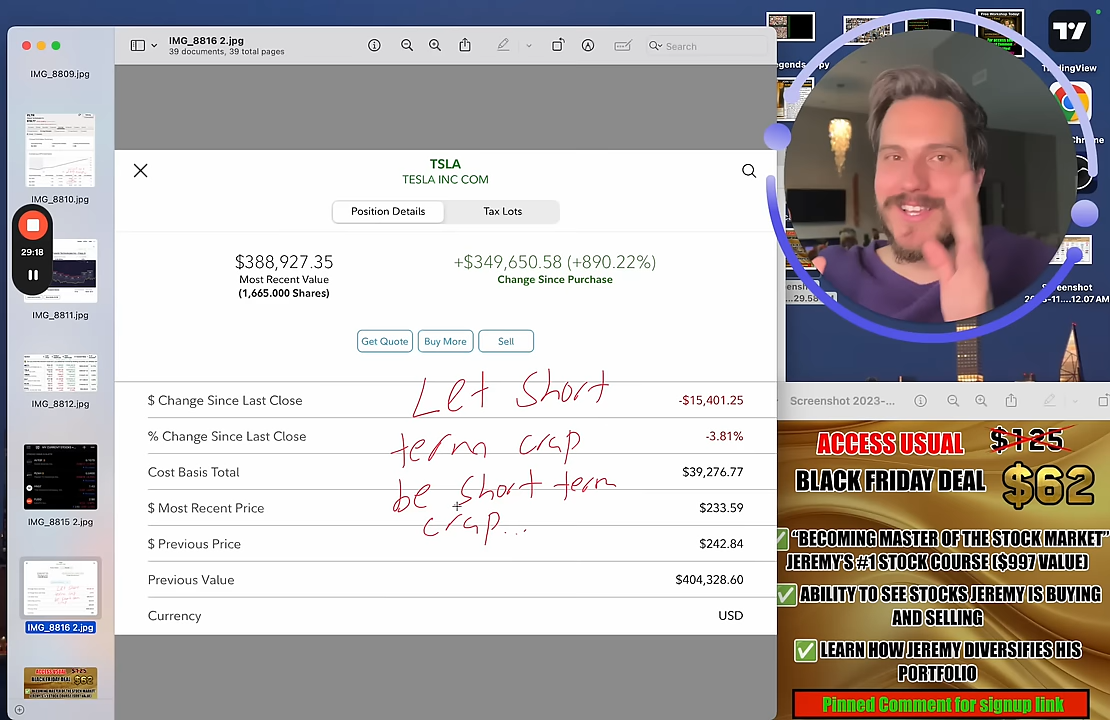 IMG_8816 2.jpg
39 documents, 39 total pages
Search
IMG_8809.jpg
IMG_8810.jpg
29:18
IMG_8811.jpg
IMG_8812.jpg
IMG_8815 2.jpg
IMG_8816 2.jpg
TSLA
TESLA INC COM
Position Details
Tax Lots
$388,927.35
Most Recent Value
(1,665.000 Shares)
+$349,650.58 (+890.22%)
Change Since Purchase
Get Quote
Buy More
Sell
$ Change Since Last Close
-$15,401.25
% Change Since Last Close
-3.81%
Cost Basis Total
$39,276.77
$ Most Recent Price
$233.59
$ Previous Price
$242.84
Previous Value
$404,328.60
Currency
USD
Let Short
term crap
be short term
crap...
TradingView
Screenshot
Screenshot 2023-...
ACCESS USUAL $125
BLACK FRIDAY DEAL $62
✅ "BECOMING MASTER OF THE STOCK MARKET"
JEREMY'S #1 STOCK COURSE ($997 VALUE)
✅ ABILITY TO SEE STOCKS JEREMY IS BUYING
AND SELLING
✅ LEARN HOW JEREMY DIVERSIFIES HIS
PORTFOLIO
Pinned Comment for signup link